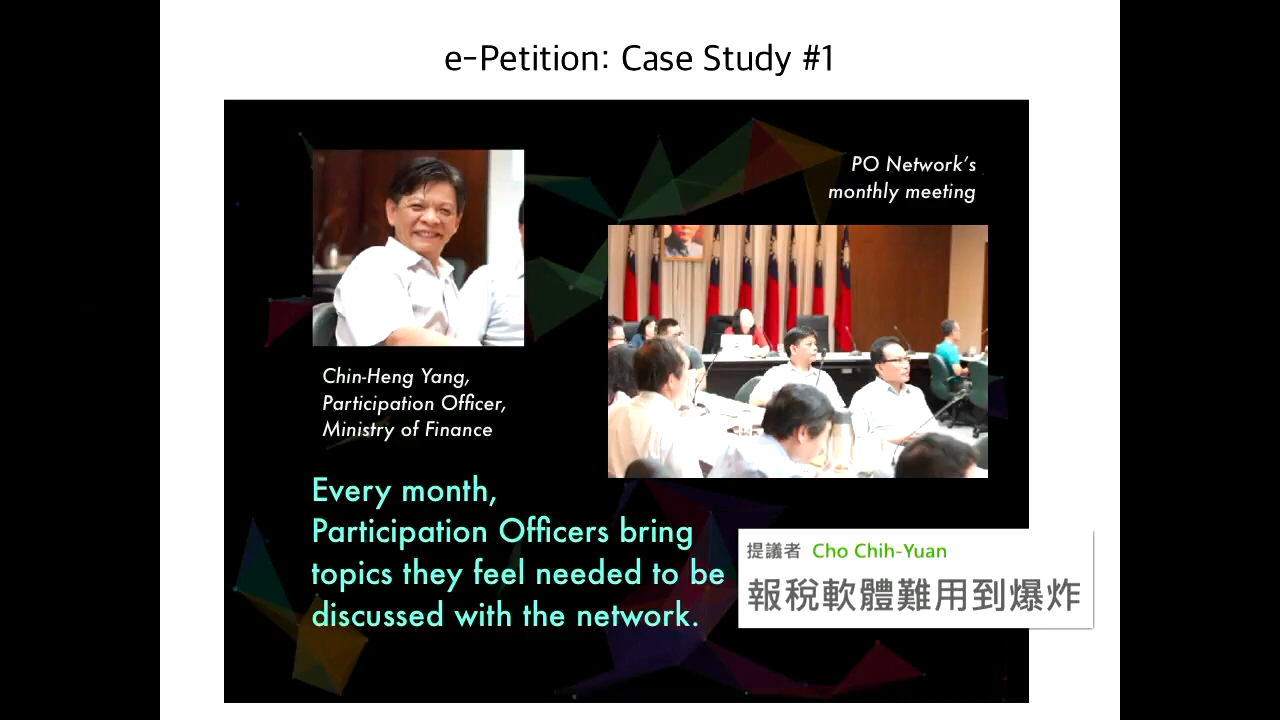 e-Petition: Case Study #1
PO Network's
monthly meeting
Chin-Heng Yang,
Participation Officer,
Ministry of Finance
Every month,
Participation Officers bring
topics they feel needed to be
discussed with the network.
提議者 Cho Chih-Yuan
報稅軟體難用到爆炸